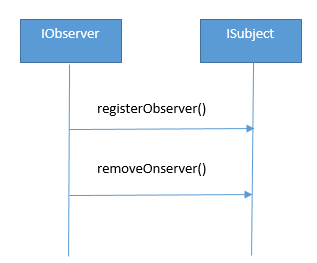 IObserver
ISubject
registerObserver()
removeOnserver()